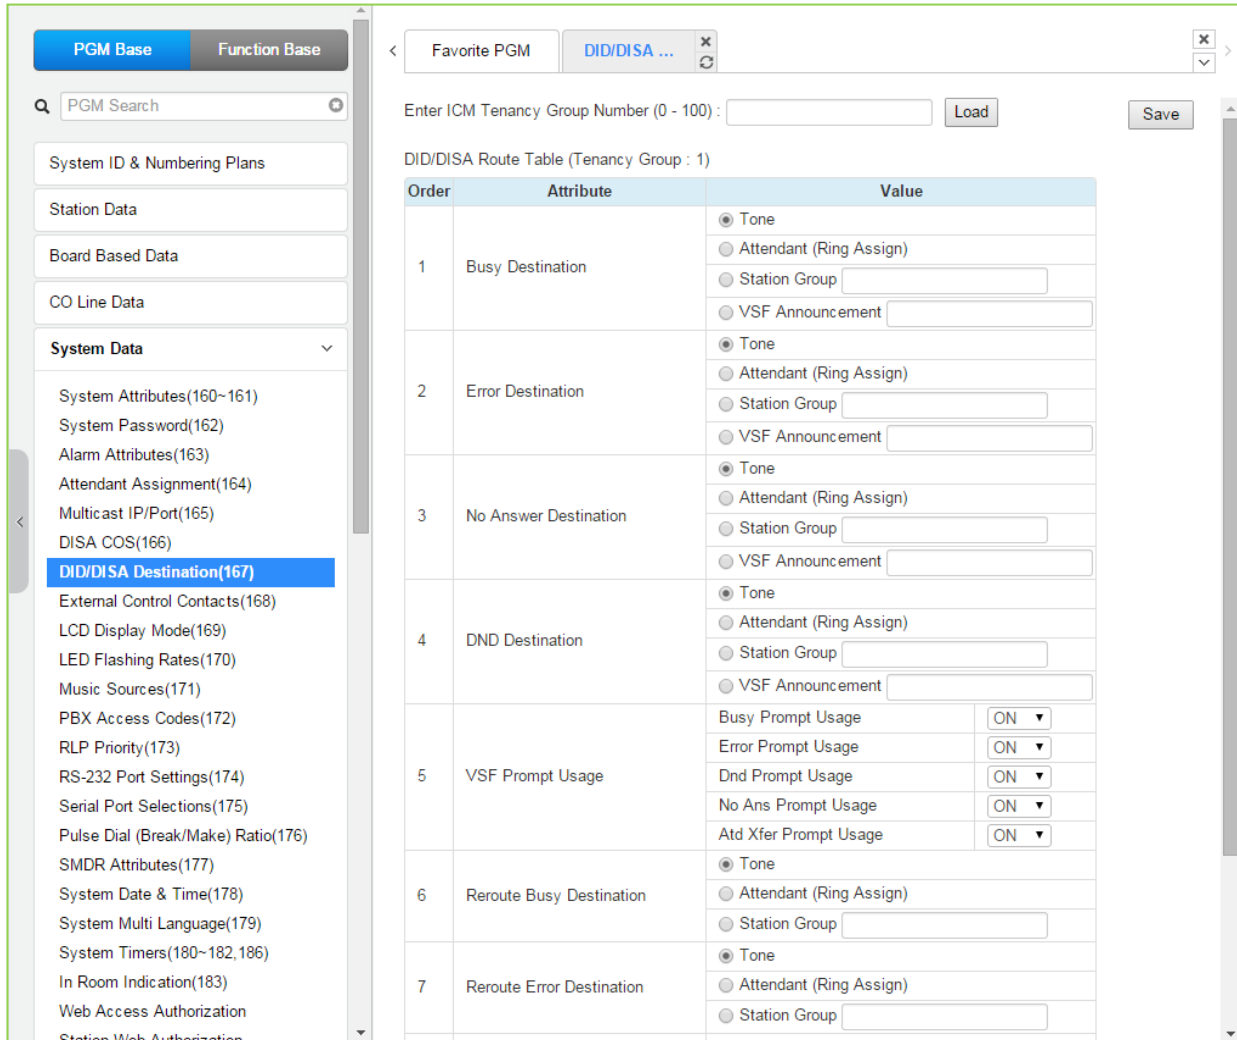 PGM Base Function Base
PGM Search
System ID & Numbering Plans
Station Data
Board Based Data
CO Line Data
System Data
System Attributes(160~161)
System Password(162)
Alarm Attributes(163)
Attendant Assignment(164)
Multicast IP/Port(165)
DISA COS(166)
DID/DISA Destination(167)
External Control Contacts(168)
LCD Display Mode(169)
LED Flashing Rates(170)
Music Sources(171)
PBX Access Codes(172)
RLP Priority(173)
RS-232 Port Settings(174)
Serial Port Selections(175)
Pulse Dial (Break/Make) Ratio(176)
SMDR Attributes(177)
System Date & Time(178)
System Multi Language(179)
System Timers(180~182,186)
In Room Indication(183)
Web Access Authorization
Station Web Authorization
Favorite PGM DID/DISA ...
Enter ICM Tenancy Group Number (0 - 100) : Load Save
DID/DISA Route Table (Tenancy Group : 1)
Order Attribute Value
1 Busy Destination
Tone
Attendant (Ring Assign)
Station Group
VSF Announcement
2 Error Destination
Tone
Attendant (Ring Assign)
Station Group
VSF Announcement
3 No Answer Destination
Tone
Attendant (Ring Assign)
Station Group
VSF Announcement
4 DND Destination
Tone
Attendant (Ring Assign)
Station Group
VSF Announcement
5 VSF Prompt Usage
Busy Prompt Usage ON
Error Prompt Usage ON
Dnd Prompt Usage ON
No Ans Prompt Usage ON
Atd Xfer Prompt Usage ON
6 Reroute Busy Destination
Tone
Attendant (Ring Assign)
Station Group
7 Reroute Error Destination
Tone
Attendant (Ring Assign)
Station Group